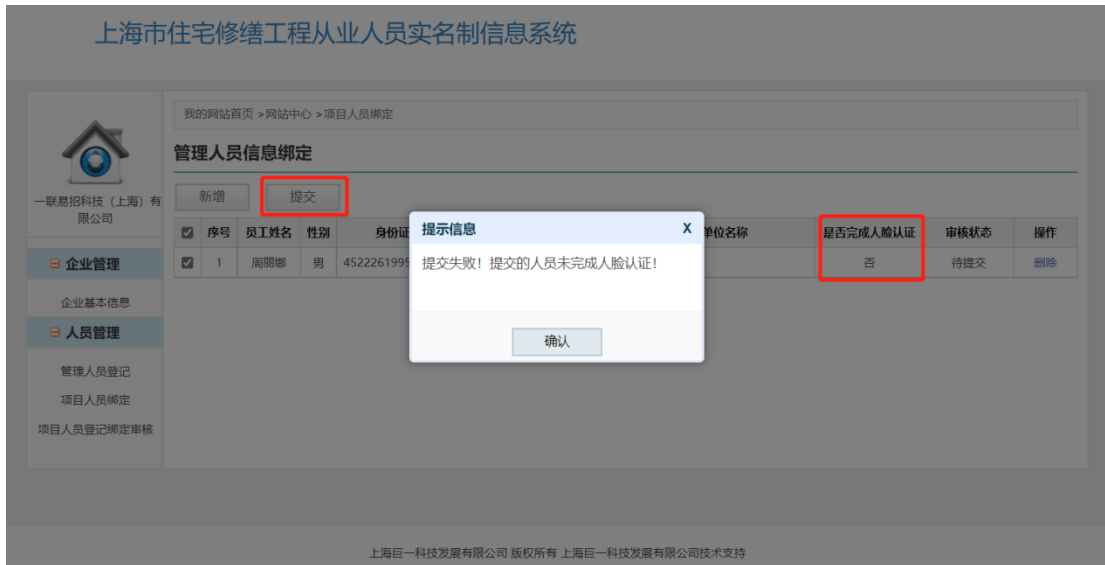 上海市住宅修缮工程从业人员实名制信息系统
我的网站首页 >网站中心 >项目人员绑定
管理人员信息绑定
一联易招科技（上海）有
限公司
新增 提交
序号 员工姓名 性别 身份证 单位名称 是否完成人脸认证 审核状态 操作
1 周丽娜 男 4522261995 否 待提交 删除
提示信息 X
提交失败！提交的人员未完成人脸认证！
确认
企业管理
企业基本信息
人员管理
管理人员登记
项目人员绑定
项目人员登记绑定审核
上海巨一科技发展有限公司 版权所有 上海巨一科技发展有限公司技术支持